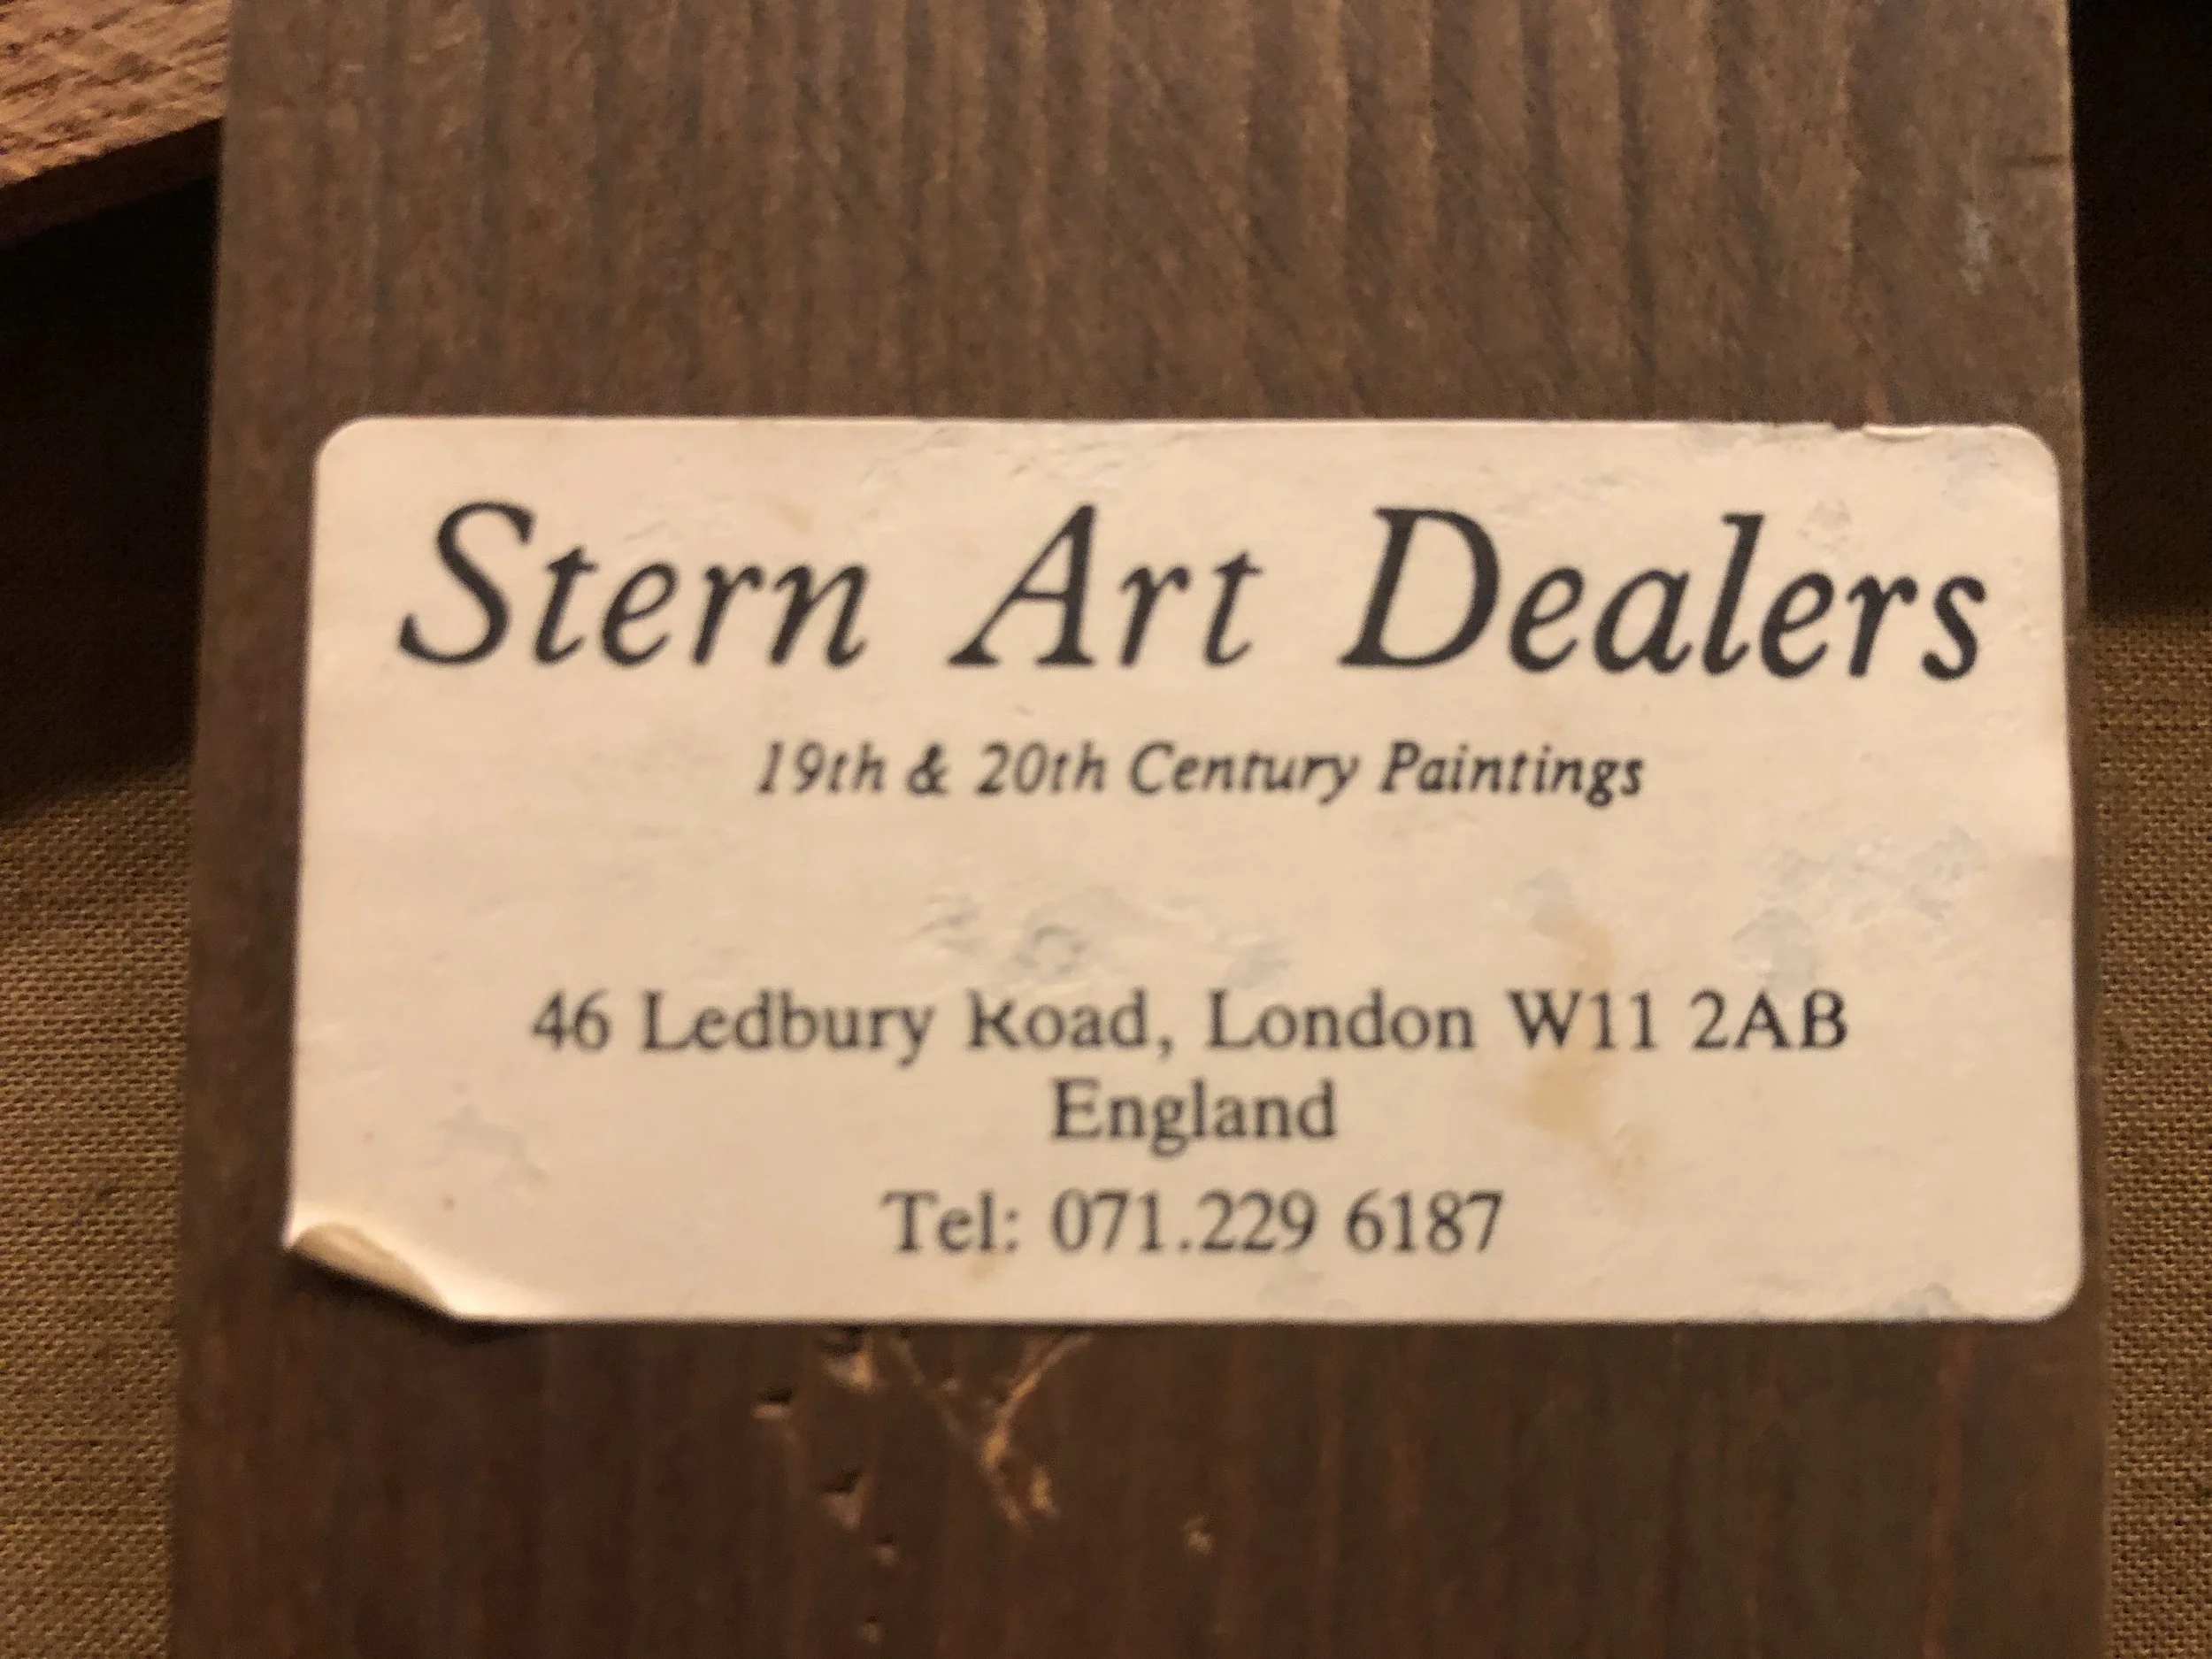 Stern Art Dealers
19th & 20th Century Paintings
46 Ledbury Road, London W11 2AB
England
Tel: 071.229 6187